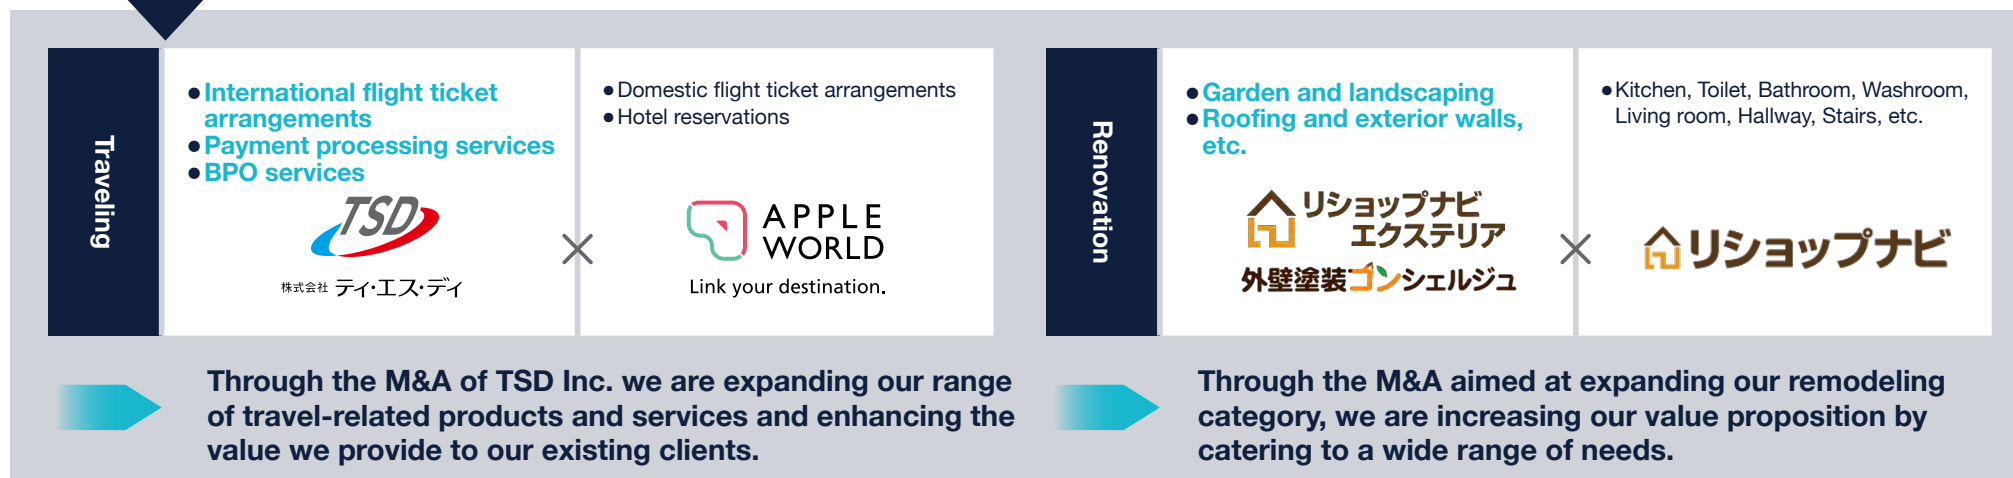 Traveling
●International flight ticket
arrangements
●Payment processing services
●BPO services
TSD
株式会社 ティ・エス・ディ
×
●Domestic flight ticket arrangements
●Hotel reservations
APPLE
WORLD
Link your destination.
Through the M&A of TSD Inc. we are expanding our range
of travel-related products and services and enhancing the
value we provide to our existing clients.
Renovation
●Garden and landscaping
●Roofing and exterior walls,
etc.
リショップナビ
エクステリア
外壁塗装コンシェルジュ
×
●Kitchen, Toilet, Bathroom, Washroom,
Living room, Hallway, Stairs, etc.
リショップナビ
Through the M&A aimed at expanding our remodeling
category, we are increasing our value proposition by
catering to a wide range of needs.